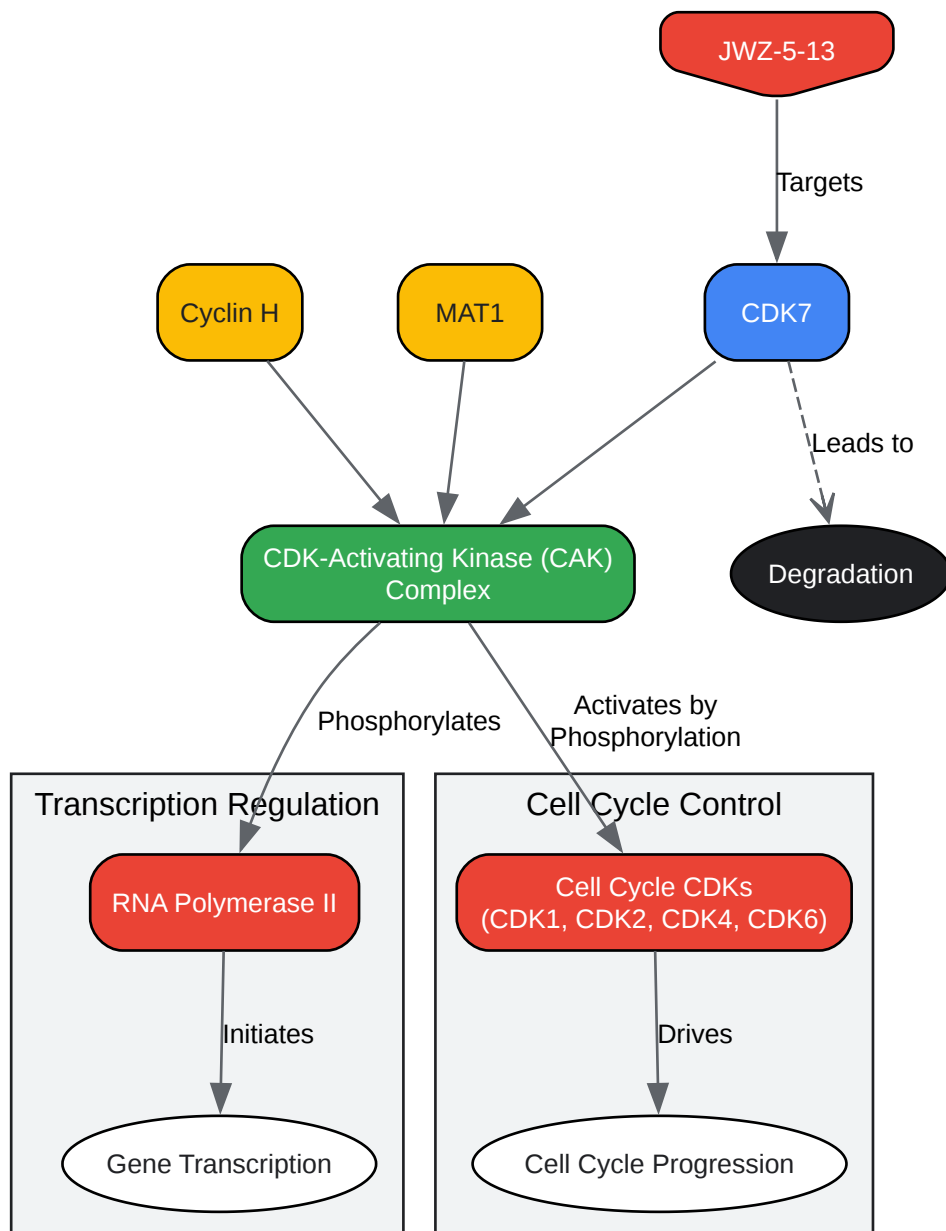 JWZ-5-13
Targets
Cyclin H
MAT1
CDK7
Leads to
CDK-Activating Kinase (CAK)
Complex
Degradation
Phosphorylates
Activates by
Phosphorylation
Transcription Regulation
Cell Cycle Control
RNA Polymerase II
Cell Cycle CDKs
(CDK1, CDK2, CDK4, CDK6)
Initiates
Drives
Gene Transcription
Cell Cycle Progression